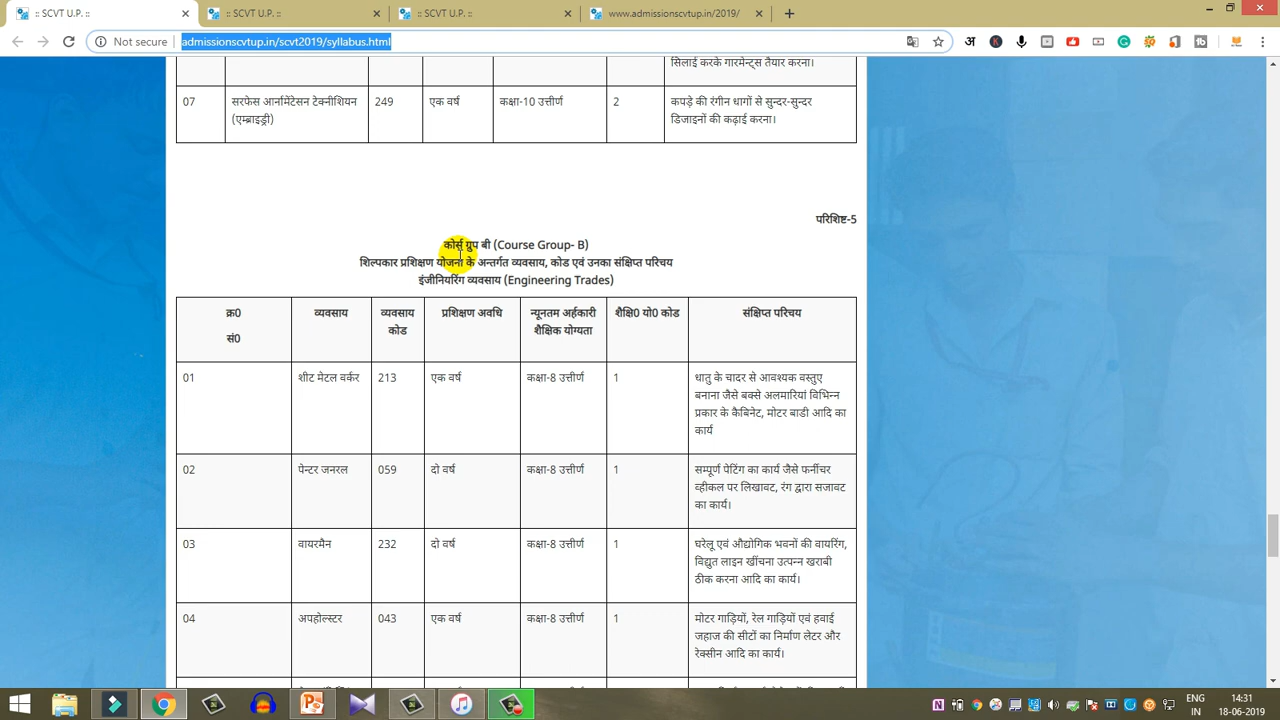 :: SCVT U.P. ::
:: SCVT U.P. ::
:: SCVT U.P. ::
www.admissionscvtup.in/2019/
Not secure
admissionscvtup.in/scvt2019/syllabus.html
सिलाई करके गारमेन्ट्स तैयार करना।
07 सरफेस आर्नामेंटेसन टेक्नीशियन 249 एक वर्ष कक्षा-10 उत्तीर्ण 2 कपड़े की रंगीन धागों से सुन्दर-सुन्दर
(एम्ब्राइड्री) डिजाइनों की कढ़ाई करना।
परिशिष्ट-5
कोर्स ग्रुप बी (Course Group- B)
शिल्पकार प्रशिक्षण योजना के अन्तर्गत व्यवसाय, कोड एवं उनका संक्षिप्त परिचय
इंजीनियरिंग व्यवसाय (Engineering Trades)
क्र0 व्यवसाय व्यवसाय प्रशिक्षण अवधि न्यूनतम अर्हकारी शैक्षि0 यो0 कोड संक्षिप्त परिचय
सं0 कोड शैक्षिक योग्यता
01 शीट मेटल वर्कर 213 एक वर्ष कक्षा-8 उत्तीर्ण 1 धातु के चादर से आवश्यक वस्तुए
बनाना जैसे बक्से अलमारियां विभिन्न
प्रकार के कैबिनेट, मोटर बाडी आदि का
कार्य
02 पेन्टर जनरल 059 दो वर्ष कक्षा-8 उत्तीर्ण 1 सम्पूर्ण पेटिंग का कार्य जैसे फर्नीचर
व्हीकल पर लिखावट, रंग द्वारा सजावट
का कार्य।
03 वायरमैन 232 दो वर्ष कक्षा-8 उत्तीर्ण 1 घरेलू एवं औद्योगिक भवनों की वायरिंग,
विद्युत लाइन खींचना उत्पन्न खराबी
ठीक करना आदि का कार्य।
04 अपहोल्स्टर 043 एक वर्ष कक्षा-8 उत्तीर्ण 1 मोटर गाड़ियों, रेल गाड़ियों एवं हवाई
जहाज की सीटों का निर्माण लेटर और
रेक्सीन आदि का कार्य।
ENG 14:31
IN 18-06-2019